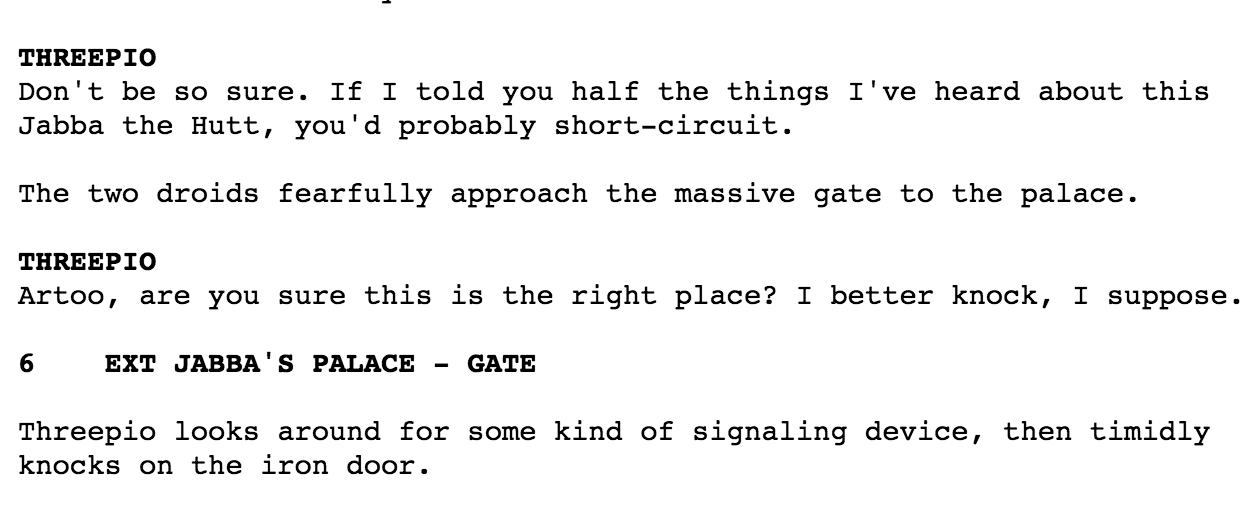 THREEPIO
Don't be so sure. If I told you half the things I've heard about this
Jabba the Hutt, you'd probably short-circuit.
The two droids fearfully approach the massive gate to the palace.
THREEPIO
Artoo, are you sure this is the right place? I better knock, I suppose.
6 EXT JABBA'S PALACE - GATE
Threepio looks around for some kind of signaling device, then timidly
knocks on the iron door.